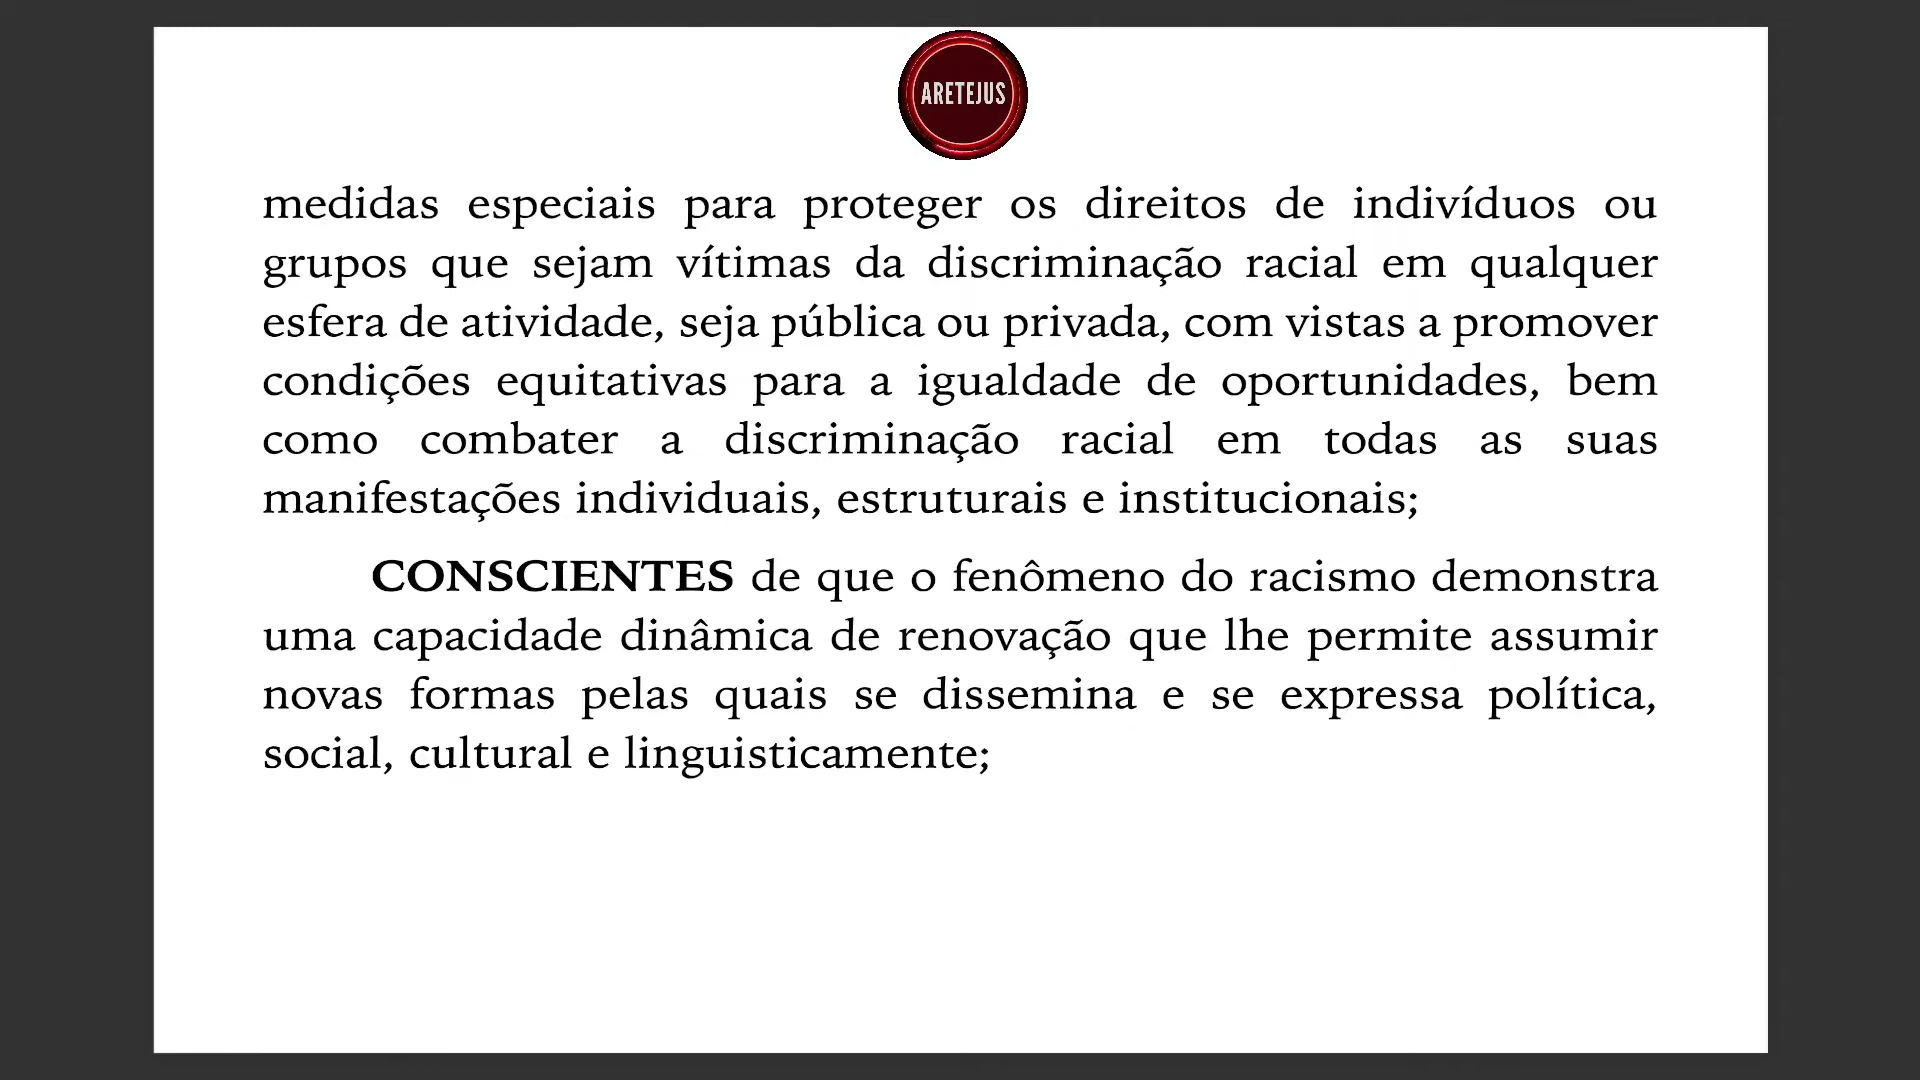 ARETEJUS
medidas especiais para proteger os direitos de indivíduos ou
grupos que sejam vítimas da discriminação racial em qualquer
esfera de atividade, seja pública ou privada, com vistas a promover
condições equitativas para a igualdade de oportunidades, bem
como combater a discriminação racial em todas as suas
manifestações individuais, estruturais e institucionais;
CONSCIENTES de que o fenômeno do racismo demonstra
uma capacidade dinâmica de renovação que lhe permite assumir
novas formas pelas quais se dissemina e se expressa política,
social, cultural e linguisticamente;